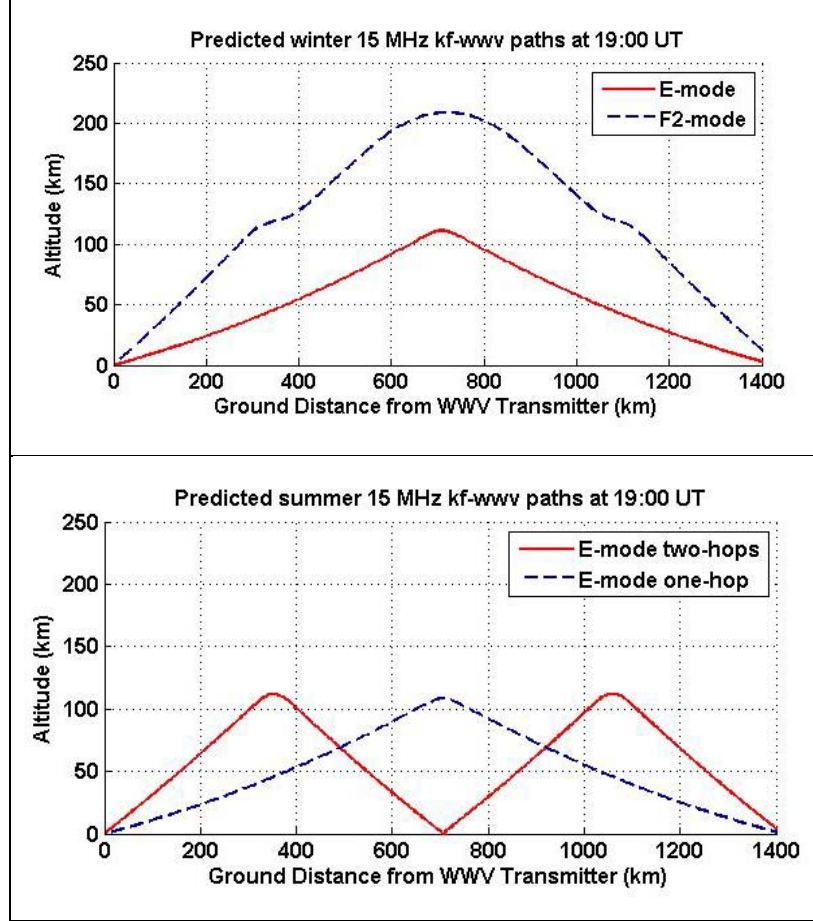 Predicted winter 15 MHz kf-wwv paths at 19:00 UT
250
200
150
100
50
0
Altitude (km)
E-mode
F2-mode
0 200 400 600 800 1000 1200 1400
Ground Distance from WWV Transmitter (km)
Predicted summer 15 MHz kf-wwv paths at 19:00 UT
250
200
150
100
50
0
Altitude (km)
E-mode two-hops
E-mode one-hop
0 200 400 600 800 1000 1200 1400
Ground Distance from WWV Transmitter (km)